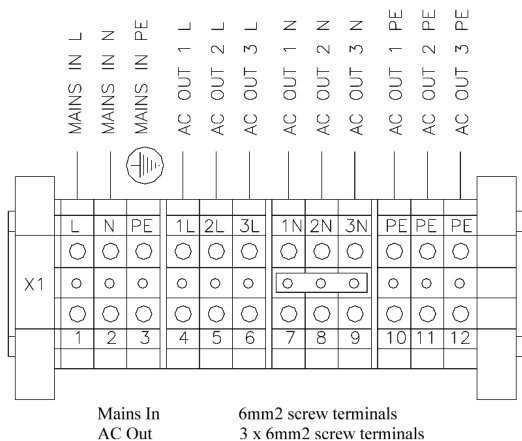 MAINS IN L
MAINS IN N
MAINS IN PE
AC OUT 1 L
AC OUT 2 L
AC OUT 3 L
AC OUT 1 N
AC OUT 2 N
AC OUT 3 N
AC OUT 1 PE
AC OUT 2 PE
AC OUT 3 PE
L N PE 1L 2L 3L 1N 2N 3N PE PE PE
X1
1 2 3 4 5 6 7 8 9 10 11 12
Mains In 6mm2 screw terminals
AC Out 3 x 6mm2 screw terminals